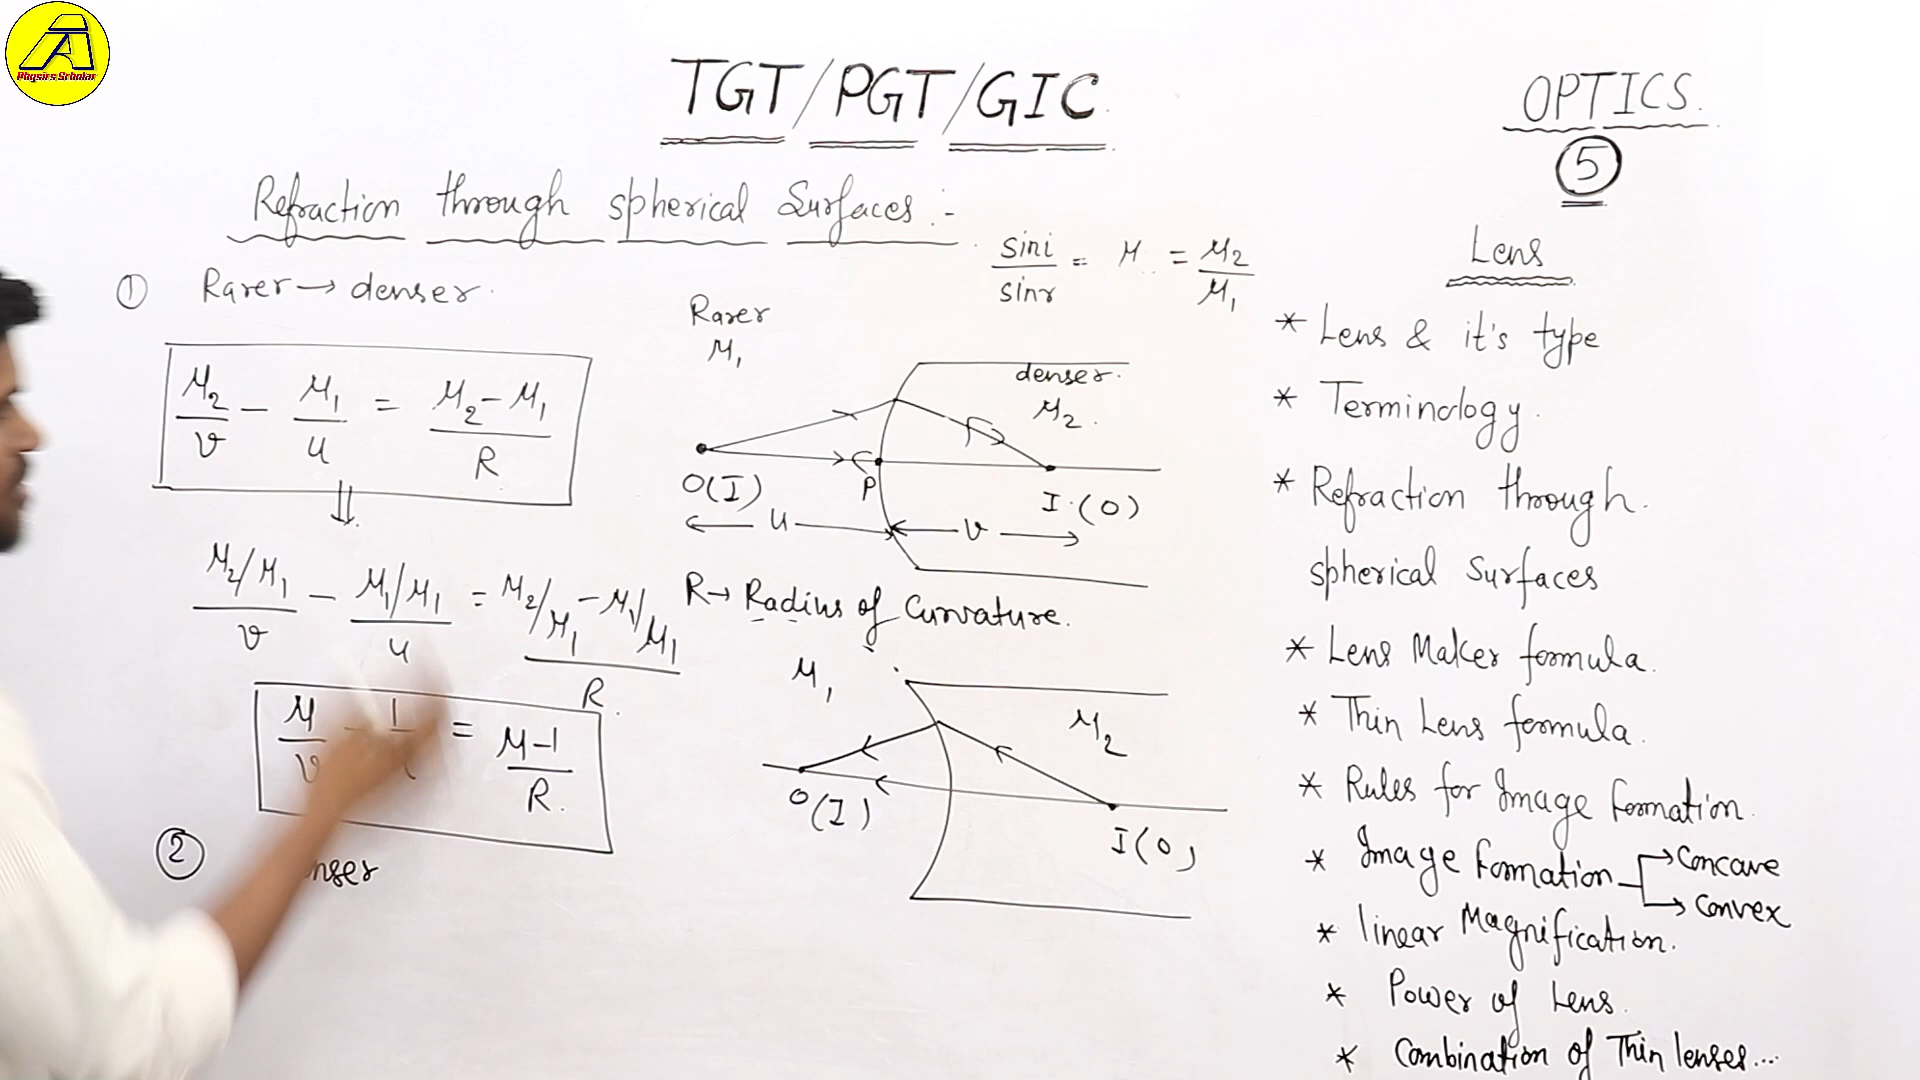 Physics Scholar
TGT/PGT/GIC
OPTICS.
5
Refraction through spherical Surfaces :-
sini/sinr = μ = μ2/μ1
① Rarer → denser.
μ2/v - μ1/u = μ2-μ1/R
⇓
μ2/μ1/v - μ1/μ1/u = μ2/μ1 - μ1/μ1/R.
μ/v - 1 = μ-1/R.
②
Rarer
μ1
denser.
μ2.
O(I)
P
I.(O)
← u →
← v →
R → Radius of Curvature.
μ1
μ2
O(I)
I(O)
Lens
* Lens & it's type
* Terminology.
* Refraction through.
spherical Surfaces
* Lens Maker formula.
* Thin Lens formula.
* Rules for Image formation.
* Image formation → Concave
→ Convex
* linear Magnification.
* Power of Lens.
* Combination of Thin lenses...